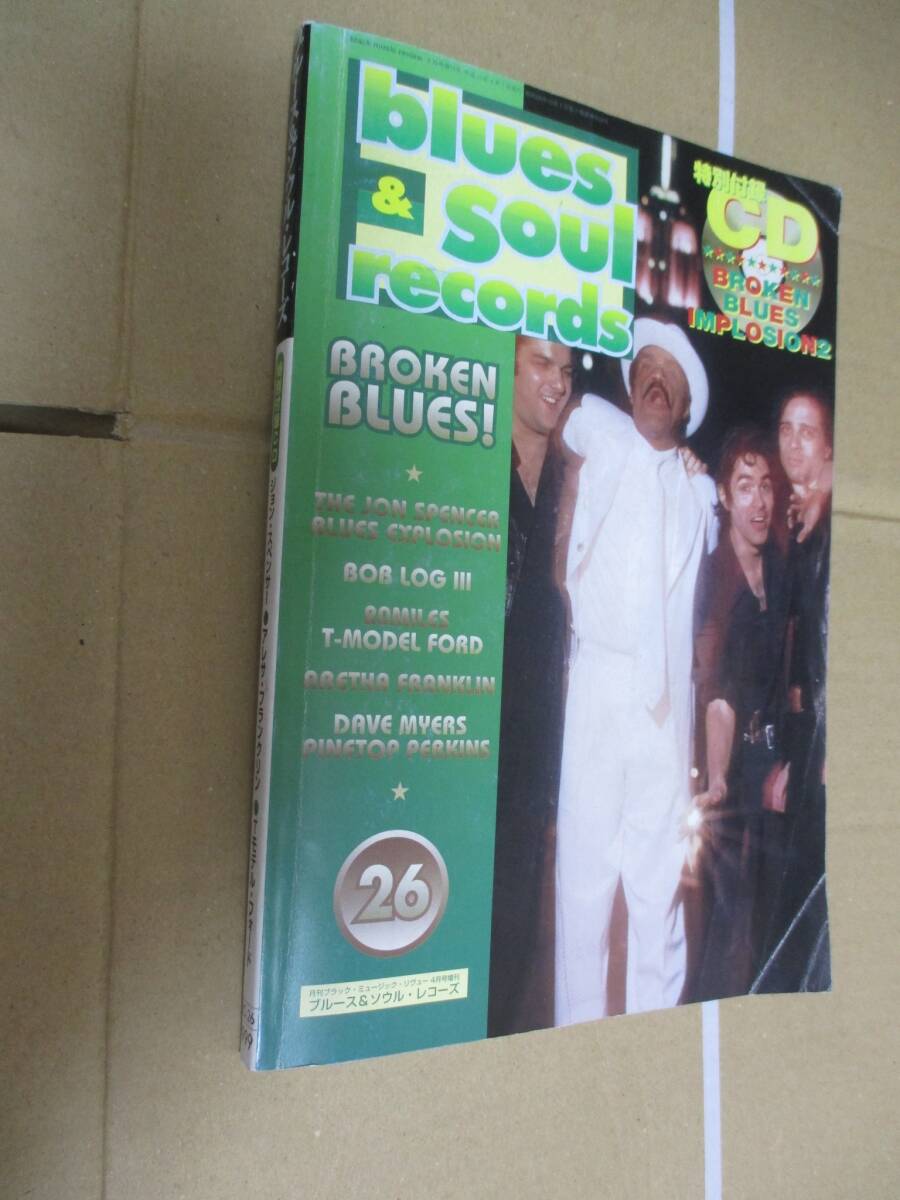 blues
& soul
records
特別付録
CD
BROKEN
BLUES
IMPLOSION2
BROKEN
BLUES!
THE JON SPENCER
BLUES EXPLOSION
BOB LOG III
20MILES
T-MODEL FORD
ARETHA FRANKLIN
DAVE MYERS
PINETOP PERKINS
26
月刊ブラック・ミュージック・リヴュー 4月号増刊
ブルース&ソウル・レコーズ